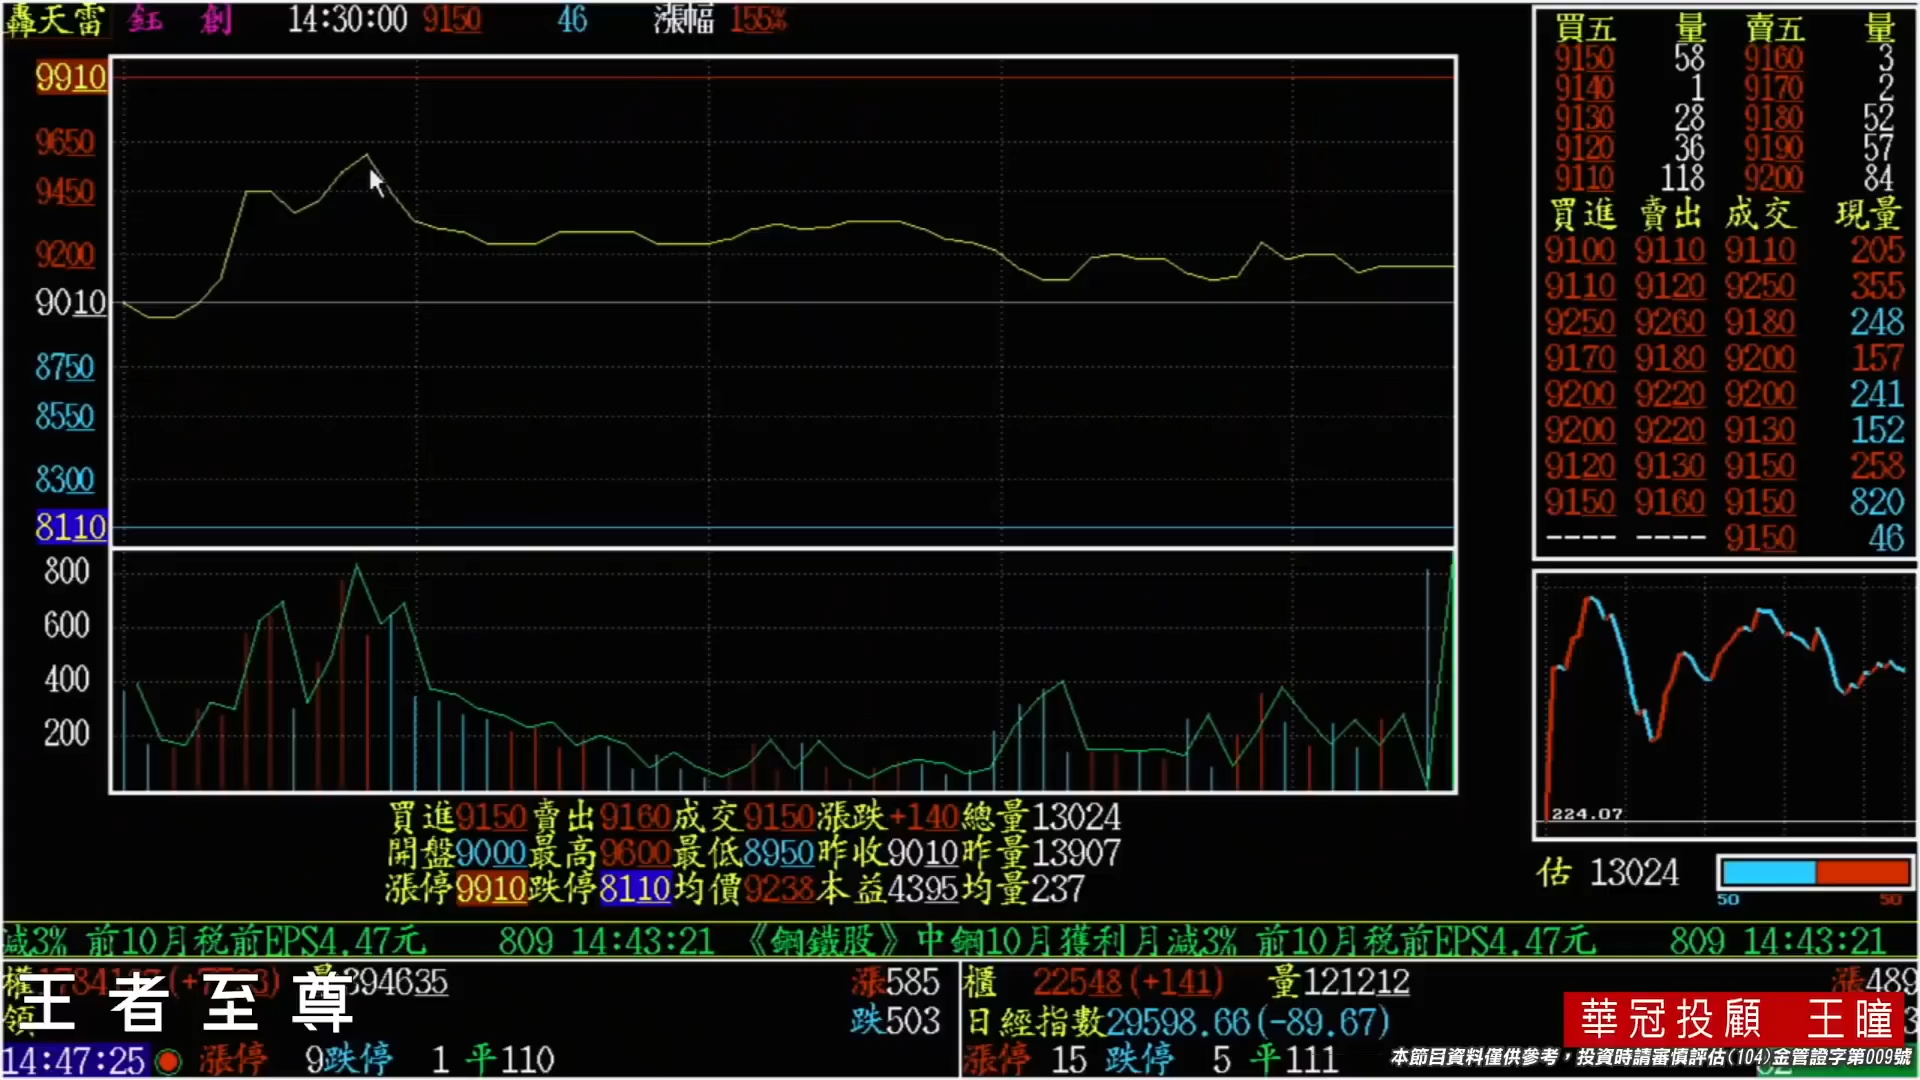 轟天雷 鈺創 14:30:00 9150 46 漲幅 155%
9910
9650
9450
9200
9010
8750
8550
8300
8110
800
600
400
200
買進9150賣出9160成交9150漲跌+140總量13024
開盤9000最高9600最低8950昨收9010昨量13907
漲停9910跌停8110均價9238本益4395均量237
買五 量 賣五 量
9150 58 9160 3
9140 1 9170 2
9130 28 9180 52
9120 36 9190 57
9110 118 9200 84
買進 賣出 成交 現量
9100 9110 9110 205
9110 9120 9250 355
9250 9260 9180 248
9170 9180 9200 157
9200 9220 9200 241
9200 9220 9130 152
9120 9130 9150 258
9150 9160 9150 820
---- ---- 9150 46
224.07
估 13024
50 50
減3% 前10月稅前EPS4.47元 809 14:43:21 《鋼鐵股》中鋼10月獲利月減3% 前10月稅前EPS4.47元 809 14:43:21
394635 漲585 櫃 22548(+141) 量121212 漲489
王者至尊
跌503 日經指數29598.66(-89.67)
華冠投顧 王瞳
14:47:25 漲停 9跌停 1 平110 漲停 15 跌停 5 平111
本節目資料僅供參考，投資時請審慎評估(104)金管證字第009號